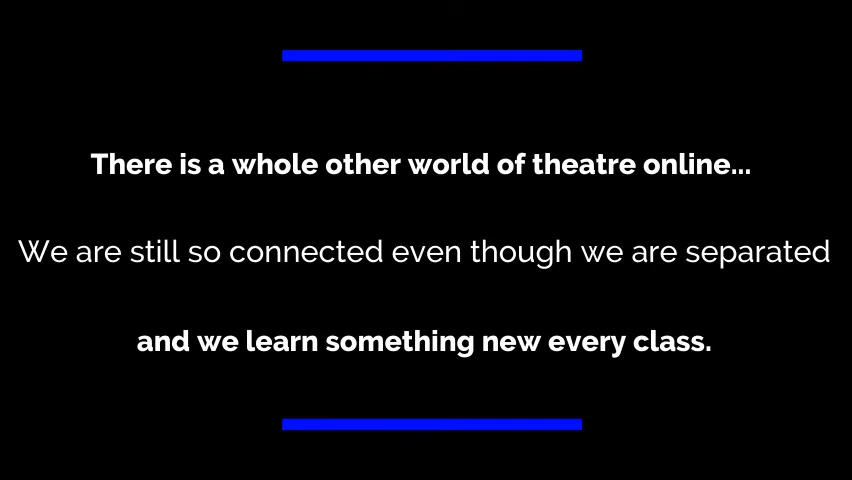 There is a whole other world of theatre online...
We are still so connected even though we are separated
and we learn something new every class.